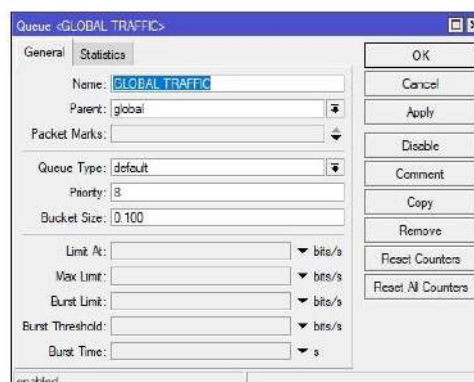 Queue <GLOBAL TRAFFIC>
General Statistics
Name: GLOBAL TRAFFIC
Parent: global
Packet Marks:
Queue Type: default
Priority: 8
Bucket Size: 0.100
Limit At: bits/s
Max Limit: bits/s
Burst Limit: bits/s
Burst Threshold: bits/s
Burst Time: s
OK
Cancel
Apply
Disable
Comment
Copy
Remove
Reset Counters
Reset All Counters
enabled